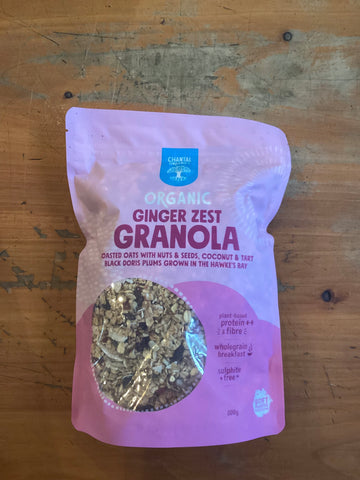 CHANTAL
ORGANIC
GINGER ZEST
GRANOLA
OASTED OATS WITH NUTS & SEEDS, COCONUT & TART
BLACK DORIS PLUMS GROWN IN THE HAWKE'S BAY
plant-based
protein ++
& fibre
wholegrain
breakfast
sulphite
+free+